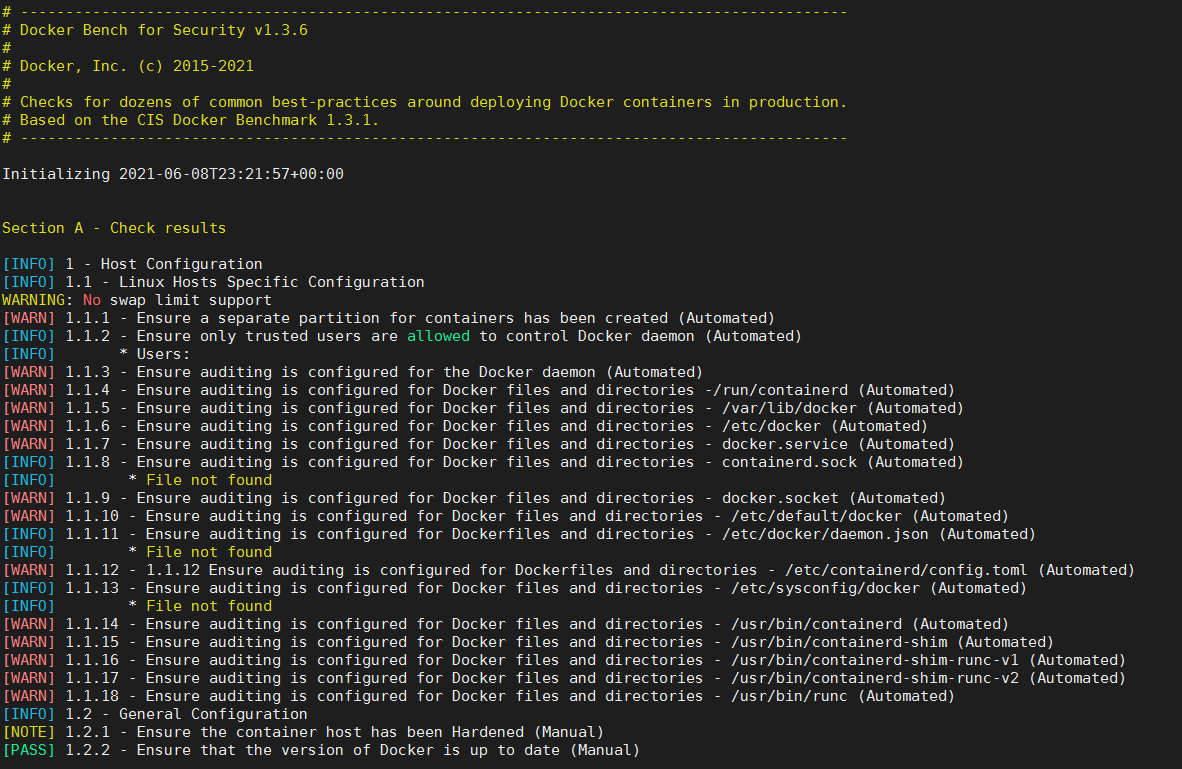 # --------------------------------------------------------------------------------------------
# Docker Bench for Security v1.3.6
#
# Docker, Inc. (c) 2015-2021
#
# Checks for dozens of common best-practices around deploying Docker containers in production.
# Based on the CIS Docker Benchmark 1.3.1.
# --------------------------------------------------------------------------------------------
Initializing 2021-06-08T23:21:57+00:00
Section A - Check results
[INFO] 1 - Host Configuration
[INFO] 1.1 - Linux Hosts Specific Configuration
WARNING: No swap limit support
[WARN] 1.1.1 - Ensure a separate partition for containers has been created (Automated)
[INFO] 1.1.2 - Ensure only trusted users are allowed to control Docker daemon (Automated)
[INFO]       * Users:
[WARN] 1.1.3 - Ensure auditing is configured for the Docker daemon (Automated)
[WARN] 1.1.4 - Ensure auditing is configured for Docker files and directories -/run/containerd (Automated)
[WARN] 1.1.5 - Ensure auditing is configured for Docker files and directories - /var/lib/docker (Automated)
[WARN] 1.1.6 - Ensure auditing is configured for Docker files and directories - /etc/docker (Automated)
[WARN] 1.1.7 - Ensure auditing is configured for Docker files and directories - docker.service (Automated)
[INFO] 1.1.8 - Ensure auditing is configured for Docker files and directories - containerd.sock (Automated)
[INFO]        * File not found
[WARN] 1.1.9 - Ensure auditing is configured for Docker files and directories - docker.socket (Automated)
[WARN] 1.1.10 - Ensure auditing is configured for Docker files and directories - /etc/default/docker (Automated)
[INFO] 1.1.11 - Ensure auditing is configured for Dockerfiles and directories - /etc/docker/daemon.json (Automated)
[INFO]        * File not found
[WARN] 1.1.12 - 1.1.12 Ensure auditing is configured for Dockerfiles and directories - /etc/containerd/config.toml (Automated)
[INFO] 1.1.13 - Ensure auditing is configured for Docker files and directories - /etc/sysconfig/docker (Automated)
[INFO]        * File not found
[WARN] 1.1.14 - Ensure auditing is configured for Docker files and directories - /usr/bin/containerd (Automated)
[WARN] 1.1.15 - Ensure auditing is configured for Docker files and directories - /usr/bin/containerd-shim (Automated)
[WARN] 1.1.16 - Ensure auditing is configured for Docker files and directories - /usr/bin/containerd-shim-runc-v1 (Automated)
[WARN] 1.1.17 - Ensure auditing is configured for Docker files and directories - /usr/bin/containerd-shim-runc-v2 (Automated)
[WARN] 1.1.18 - Ensure auditing is configured for Docker files and directories - /usr/bin/runc (Automated)
[INFO] 1.2 - General Configuration
[NOTE] 1.2.1 - Ensure the container host has been Hardened (Manual)
[PASS] 1.2.2 - Ensure that the version of Docker is up to date (Manual)